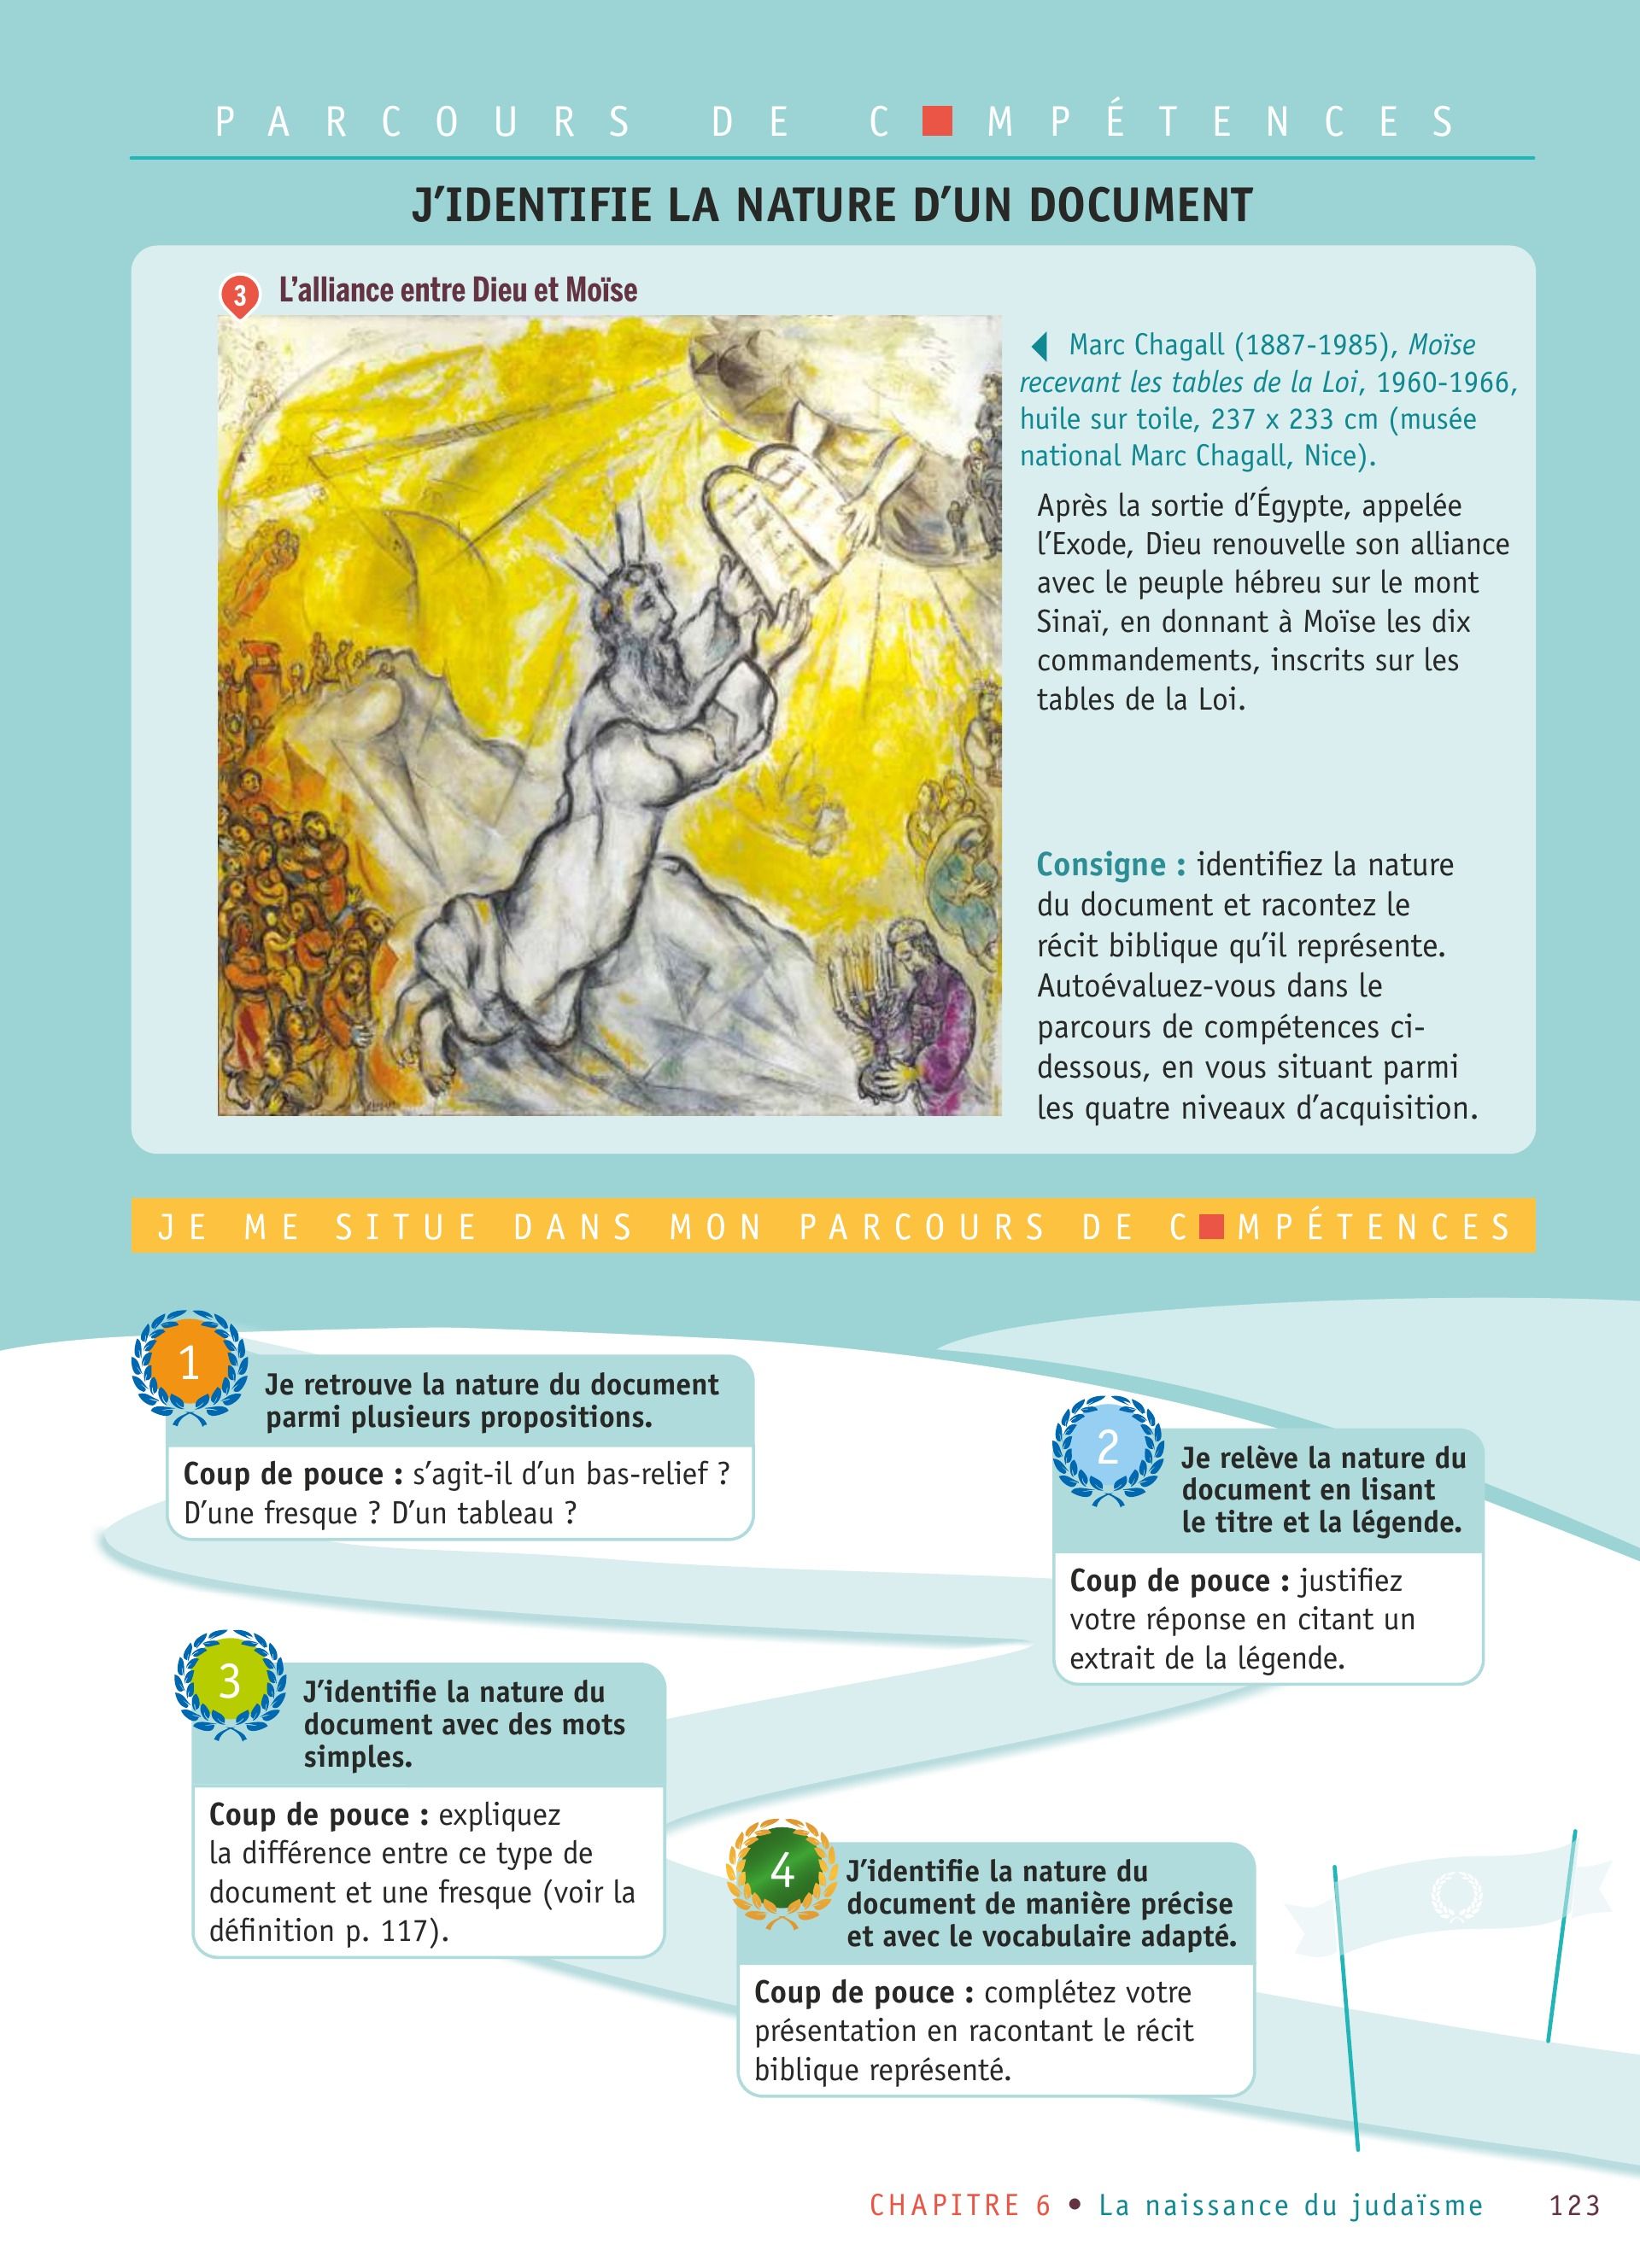 PARCOURS DE C■MPÉTENCES
J'IDENTIFIE LA NATURE D'UN DOCUMENT
3 L'alliance entre Dieu et Moïse
◀ Marc Chagall (1887-1985), Moïse
recevant les tables de la Loi, 1960-1966,
huile sur toile, 237 x 233 cm (musée
national Marc Chagall, Nice).
Après la sortie d'Égypte, appelée
l'Exode, Dieu renouvelle son alliance
avec le peuple hébreu sur le mont
Sinaï, en donnant à Moïse les dix
commandements, inscrits sur les
tables de la Loi.
Consigne : identifiez la nature
du document et racontez le
récit biblique qu'il représente.
Autoévaluez-vous dans le
parcours de compétences ci-
dessous, en vous situant parmi
les quatre niveaux d'acquisition.
JE ME SITUE DANS MON PARCOURS DE C■MPÉTENCES
1
Je retrouve la nature du document
parmi plusieurs propositions.
Coup de pouce : s'agit-il d'un bas-relief ?
D'une fresque ? D'un tableau ?
2
Je relève la nature du
document en lisant
le titre et la légende.
Coup de pouce : justifiez
votre réponse en citant un
extrait de la légende.
3
J'identifie la nature du
document avec des mots
simples.
Coup de pouce : expliquez
la différence entre ce type de
document et une fresque (voir la
définition p. 117).
4
J'identifie la nature du
document de manière précise
et avec le vocabulaire adapté.
Coup de pouce : complétez votre
présentation en racontant le récit
biblique représenté.
CHAPITRE 6 • La naissance du judaïsme 123